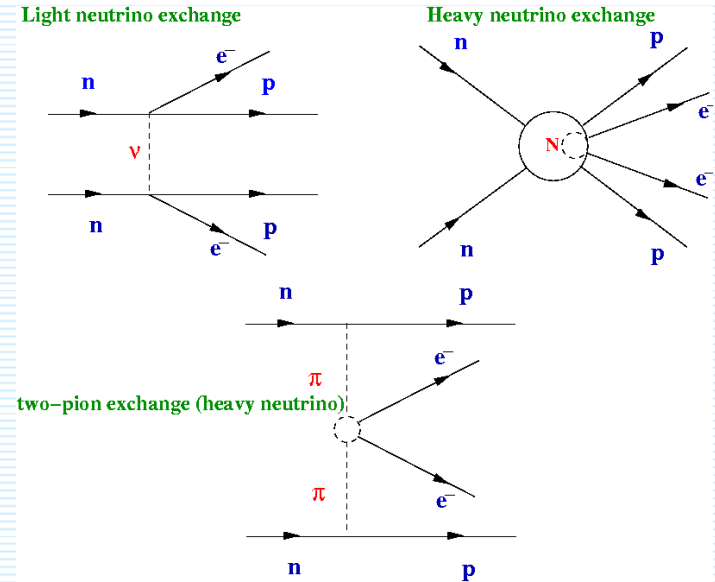 Light neutrino exchange
n
e⁻
p
ν
n
e⁻
p
Heavy neutrino exchange
n
p
e⁻
N
e⁻
n
p
n
p
π
e⁻
two-pion exchange (heavy neutrino)
π
e⁻
n
p